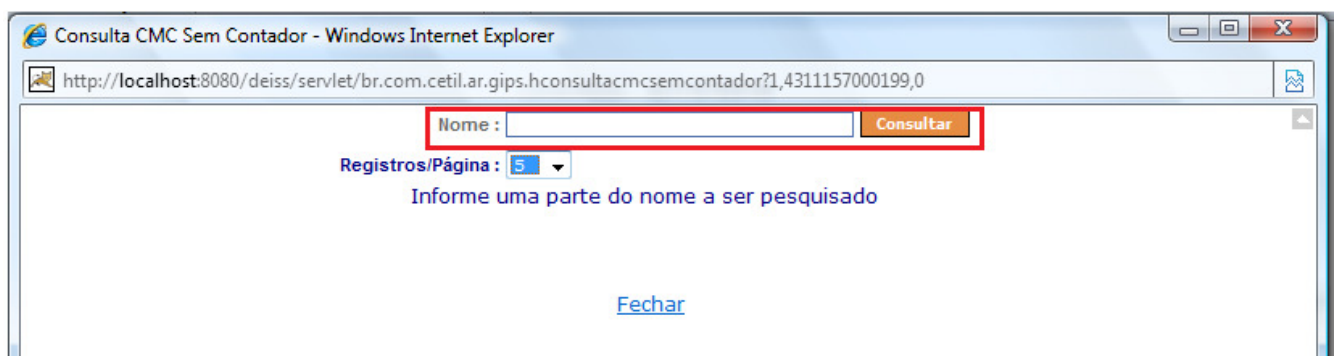 Consulta CMC Sem Contador - Windows Internet Explorer
http://localhost:8080/deiss/servlet/br.com.cetil.ar.gips.hconsultacmcsemcontador?1,4311157000199,0
Nome : Consultar
Registros/Página : 5
Informe uma parte do nome a ser pesquisado
Fechar